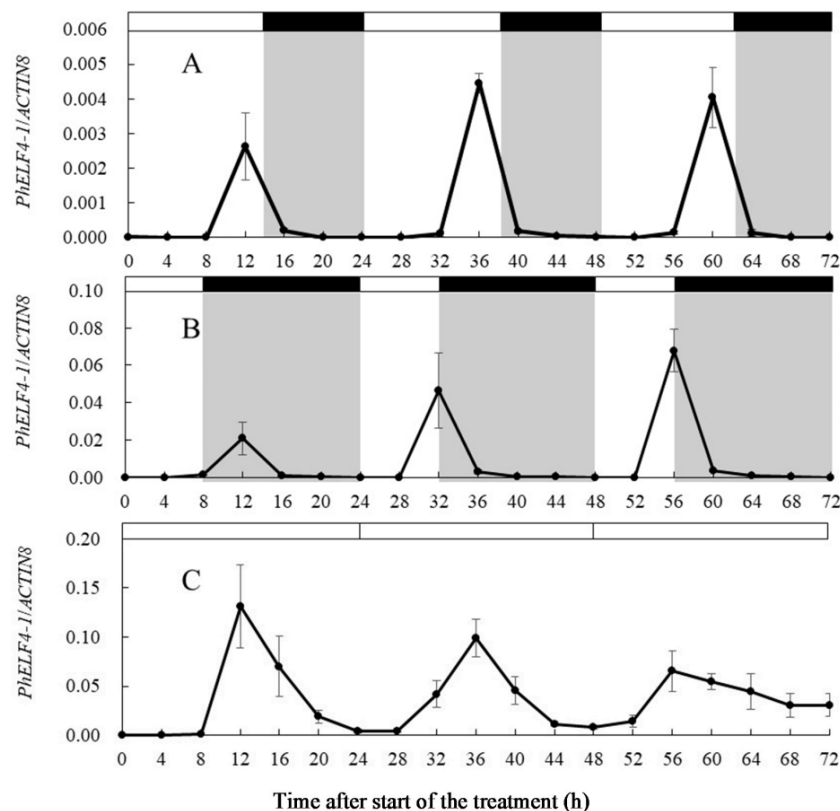 0.006
0.005
0.004
0.003
0.002
0.001
0.000
PhELF4-1/ACTIN8
A
0 4 8 12 16 20 24 28 32 36 40 44 48 52 56 60 64 68 72
0.10
0.08
0.06
0.04
0.02
0.00
PhELF4-1/ACTIN8
B
0 4 8 12 16 20 24 28 32 36 40 44 48 52 56 60 64 68 72
0.20
0.15
0.10
0.05
0.00
PhELF4-1/ACTIN8
C
0 4 8 12 16 20 24 28 32 36 40 44 48 52 56 60 64 68 72
Time after start of the treatment (h)